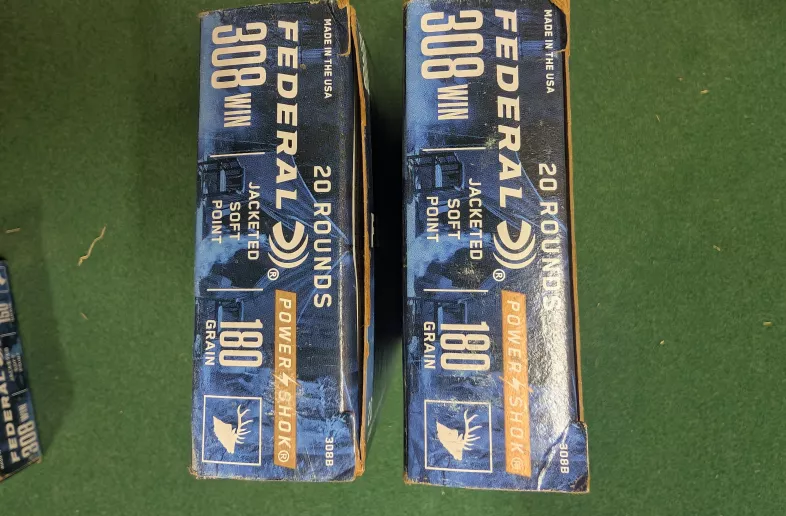 MADE IN THE USA
FEDERAL®
308 WIN
20 ROUNDS
JACKETED
SOFT
POINT
180
GRAIN
POWER SHOK®
308B
MADE IN THE USA
FEDERAL®
308 WIN
20 ROUNDS
JACKETED
SOFT
POINT
180
GRAIN
POWER SHOK®
308B
FEDERAL
308 WIN